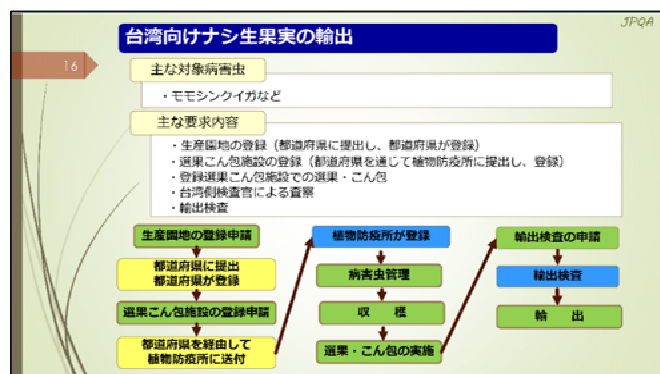 JPQA
台湾向けナシ生果実の輸出
16
主な対象病害虫
・モモシンクイガなど
主な要求内容
・生産園地の登録（都道府県に提出し、都道府県が登録）
・選果こん包施設の登録（都道府県を通じて植物防疫所に提出し、登録）
・登録選果こん包施設での選果・こん包
・台湾側検査官による査察
・輸出検査
生産園地の登録申請
都道府県に提出
都道府県が登録
選果こん包施設の登録申請
都道府県を経由して
植物防疫所に送付
植物防疫所が登録
病害虫管理
収　穫
選果・こん包の実施
輸出検査の申請
輸出検査
輸　出